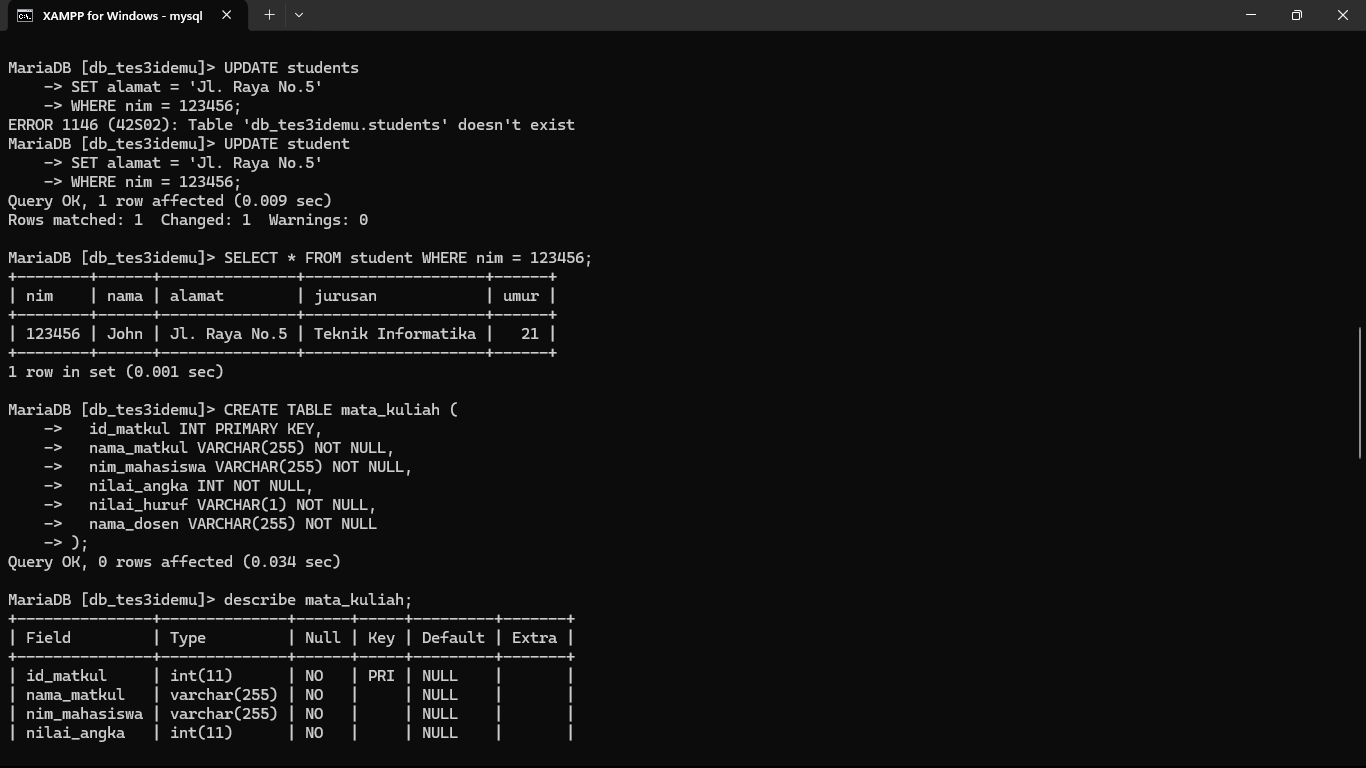 XAMPP for Windows - mysql
MariaDB [db_tes3idemu]> UPDATE students
    -> SET alamat = 'Jl. Raya No.5'
    -> WHERE nim = 123456;
ERROR 1146 (42S02): Table 'db_tes3idemu.students' doesn't exist
MariaDB [db_tes3idemu]> UPDATE student
    -> SET alamat = 'Jl. Raya No.5'
    -> WHERE nim = 123456;
Query OK, 1 row affected (0.009 sec)
Rows matched: 1  Changed: 1  Warnings: 0
MariaDB [db_tes3idemu]> SELECT * FROM student WHERE nim = 123456;
+--------+------+---------------+--------------------+------+
| nim    | nama | alamat        | jurusan            | umur |
+--------+------+---------------+--------------------+------+
| 123456 | John | Jl. Raya No.5 | Teknik Informatika |   21 |
+--------+------+---------------+--------------------+------+
1 row in set (0.001 sec)
MariaDB [db_tes3idemu]> CREATE TABLE mata_kuliah (
    ->   id_matkul INT PRIMARY KEY,
    ->   nama_matkul VARCHAR(255) NOT NULL,
    ->   nim_mahasiswa VARCHAR(255) NOT NULL,
    ->   nilai_angka INT NOT NULL,
    ->   nilai_huruf VARCHAR(1) NOT NULL,
    ->   nama_dosen VARCHAR(255) NOT NULL
    -> );
Query OK, 0 rows affected (0.034 sec)
MariaDB [db_tes3idemu]> describe mata_kuliah;
+---------------+--------------+------+-----+---------+-------+
| Field         | Type         | Null | Key | Default | Extra |
+---------------+--------------+------+-----+---------+-------+
| id_matkul     | int(11)      | NO   | PRI | NULL    |       |
| nama_matkul   | varchar(255) | NO   |     | NULL    |       |
| nim_mahasiswa | varchar(255) | NO   |     | NULL    |       |
| nilai_angka   | int(11)      | NO   |     | NULL    |       |